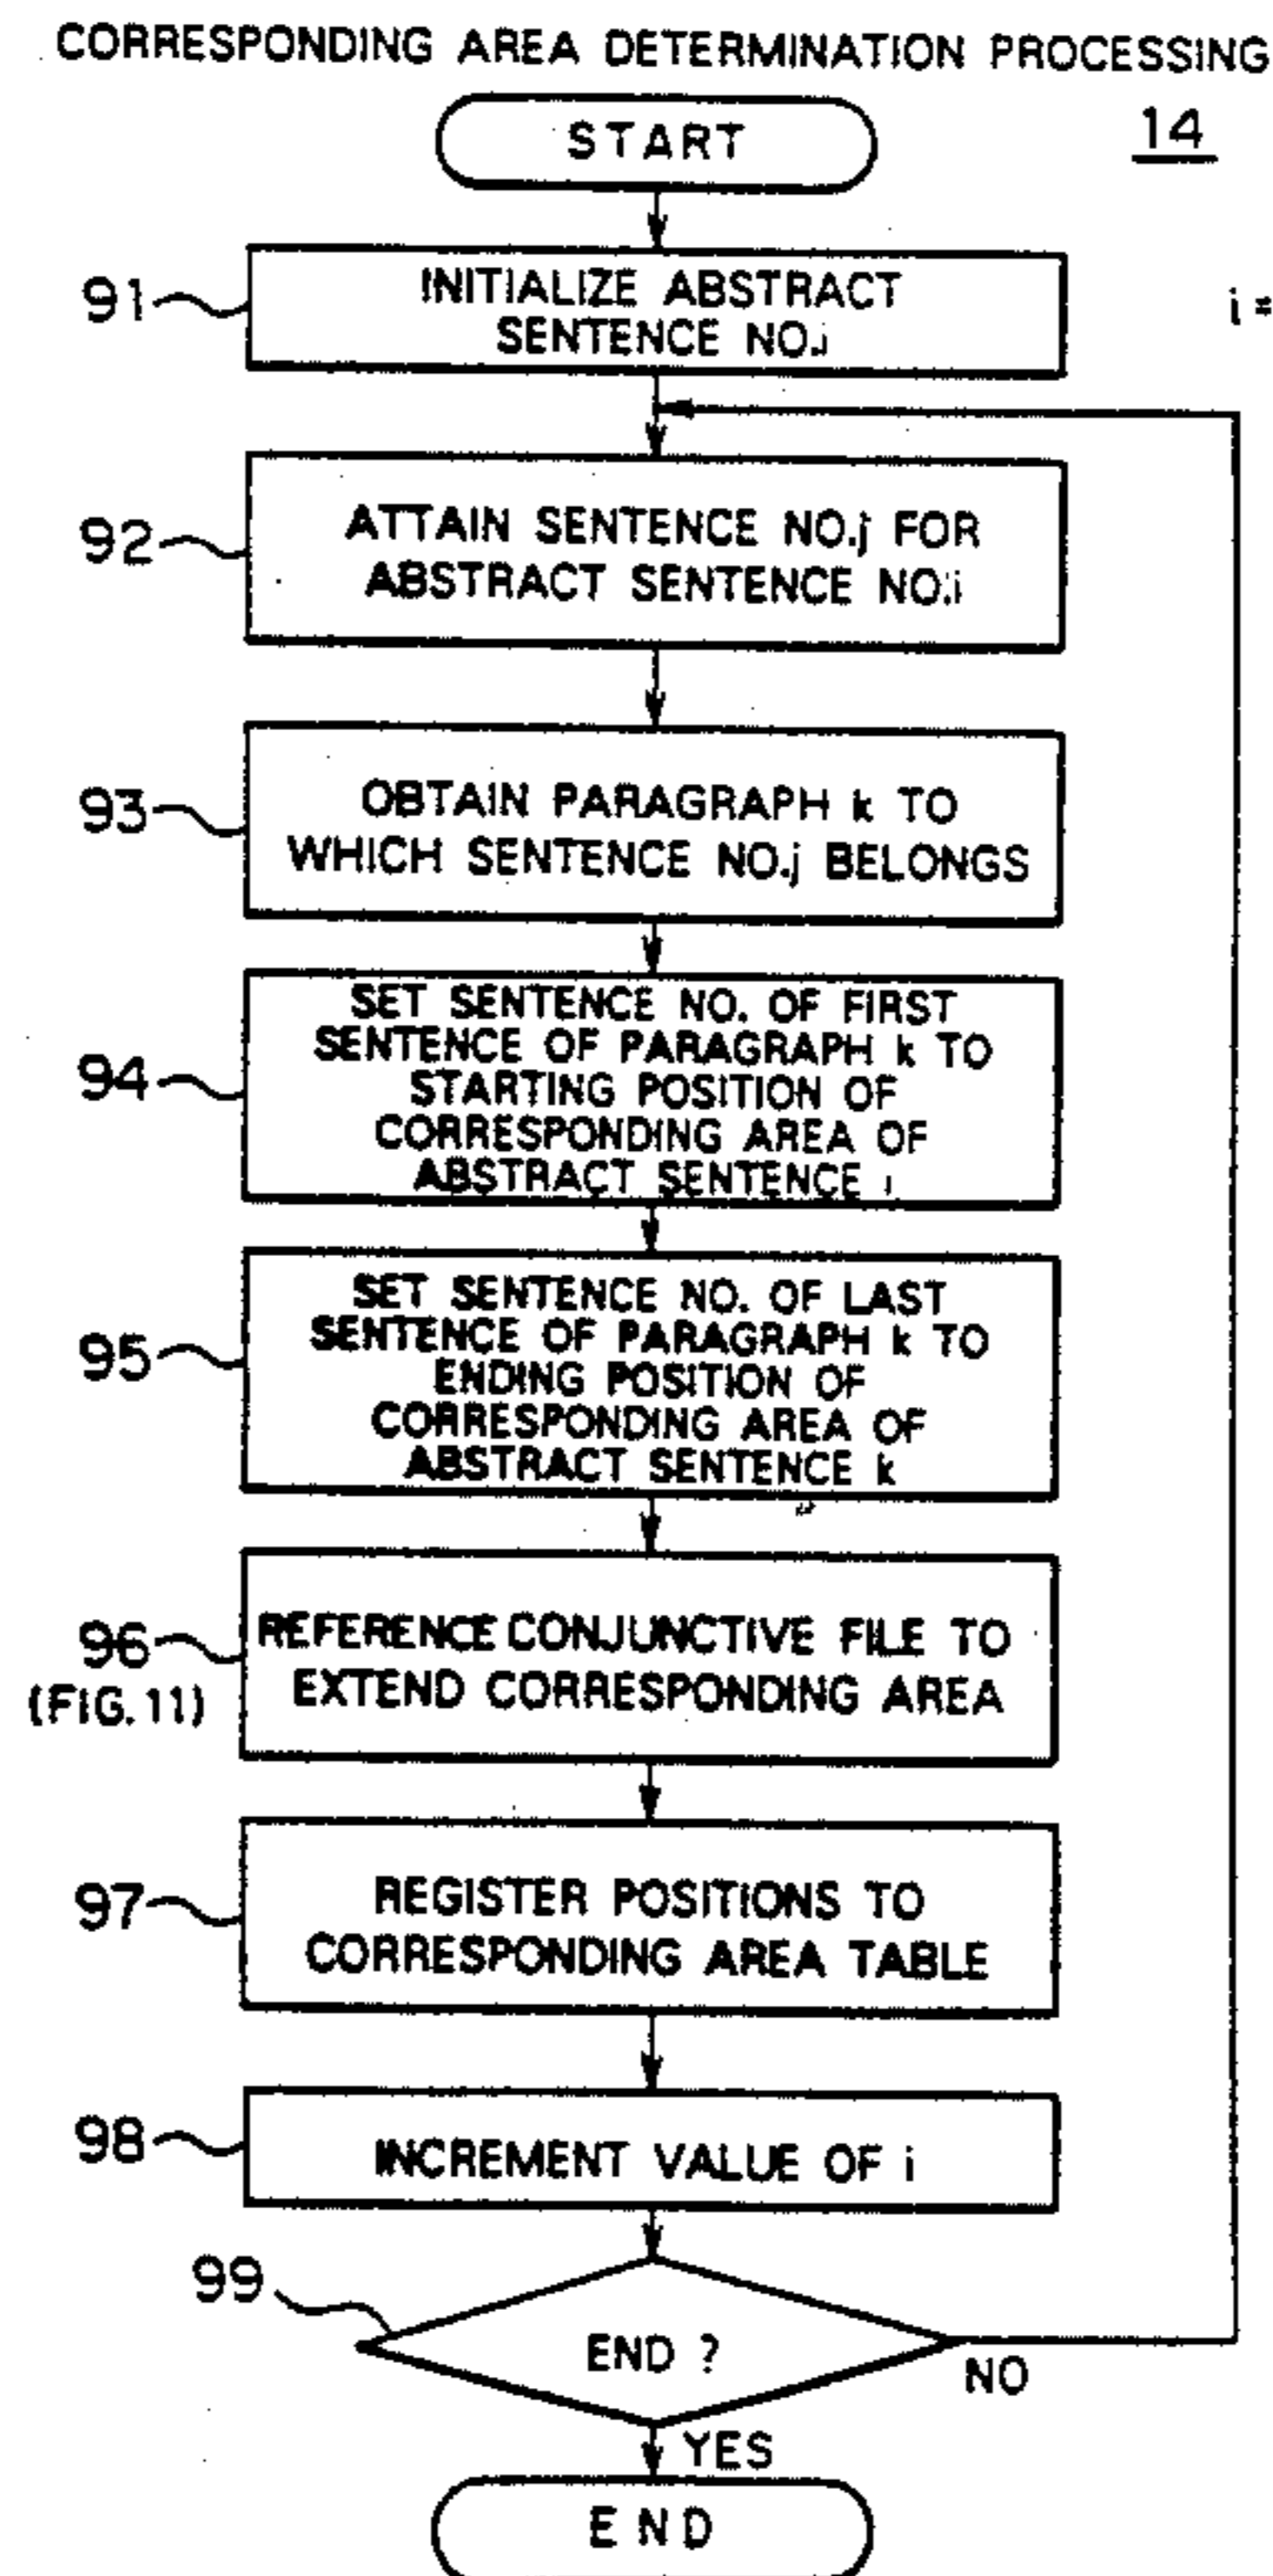 CORRESPONDING AREA DETERMINATION PROCESSING
START
14
91
INITIALIZE ABSTRACT
SENTENCE NO.i
i =
92
ATTAIN SENTENCE NO.j FOR
ABSTRACT SENTENCE NO.i
93
OBTAIN PARAGRAPH k TO
WHICH SENTENCE NO.j BELONGS
94
SET SENTENCE NO. OF FIRST
SENTENCE OF PARAGRAPH k TO
STARTING POSITION OF
CORRESPONDING AREA OF
ABSTRACT SENTENCE i
95
SET SENTENCE NO. OF LAST
SENTENCE OF PARAGRAPH k TO
ENDING POSITION OF
CORRESPONDING AREA OF
ABSTRACT SENTENCE k
96
(FIG.11)
REFERENCE CONJUNCTIVE FILE TO
EXTEND CORRESPONDING AREA
97
REGISTER POSITIONS TO
CORRESPONDING AREA TABLE
98
INCREMENT VALUE OF i
99
END ?
NO
YES
END